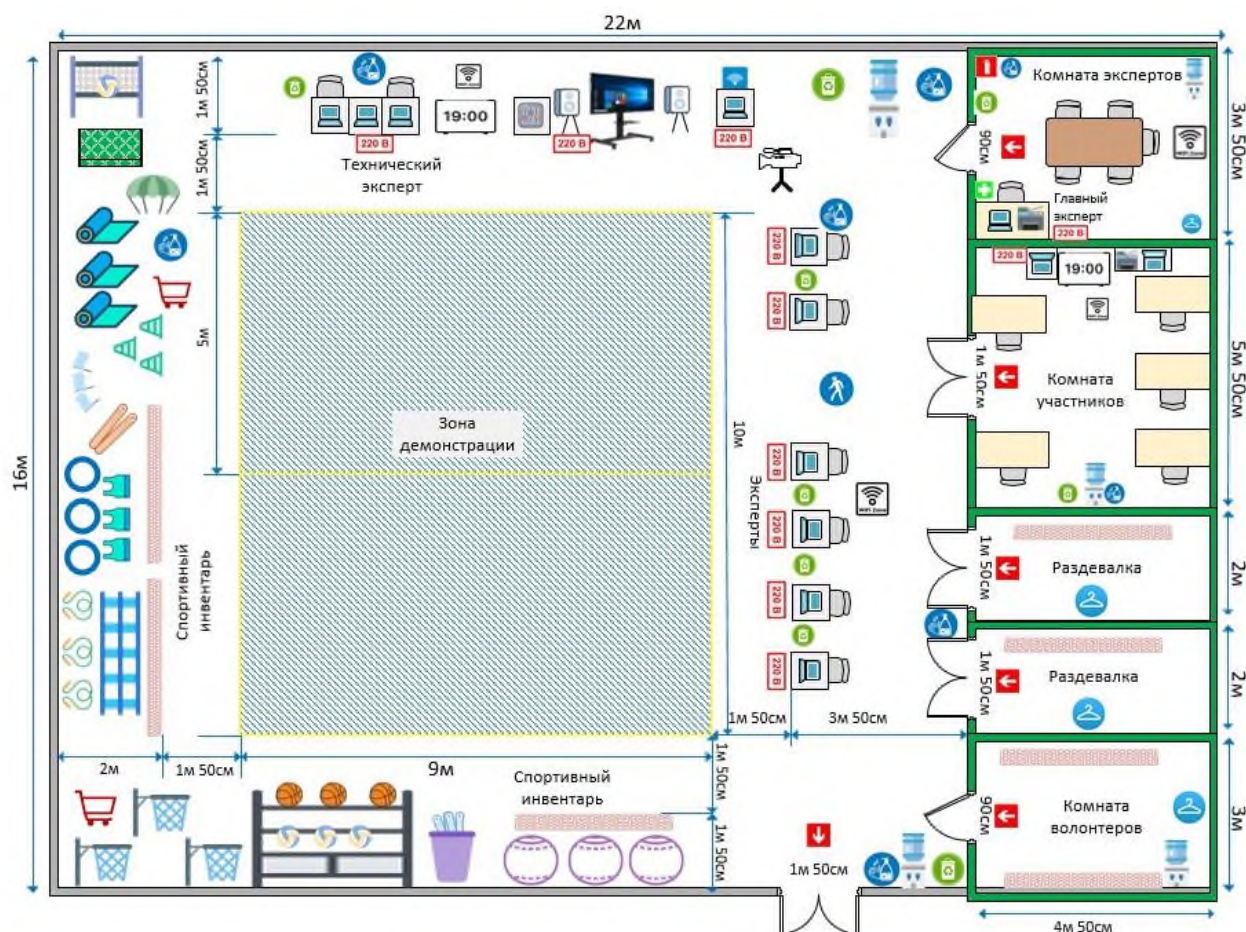 22м
16м
1м 50см
1м 50см
5м
19:00
220 В
220 В
220 В
Технический
эксперт
Комната экспертов
90см
Главный
эксперт
220 В
3м 50см
220 В
19:00
1м 50см
Комната
участников
5м 50см
220 В
220 В
Зона
демонстрации
10м
Эксперты
220 В
220 В
220 В
220 В
Спортивный
инвентарь
1м 50см
Раздевалка
2м
1м 50см
Раздевалка
2м
1м 50см
3м 50см
2м
1м 50см
9м
1м 50см
1м 50см
Спортивный
инвентарь
1м 50см
90см
Комната
волонтеров
3м
4м 50см